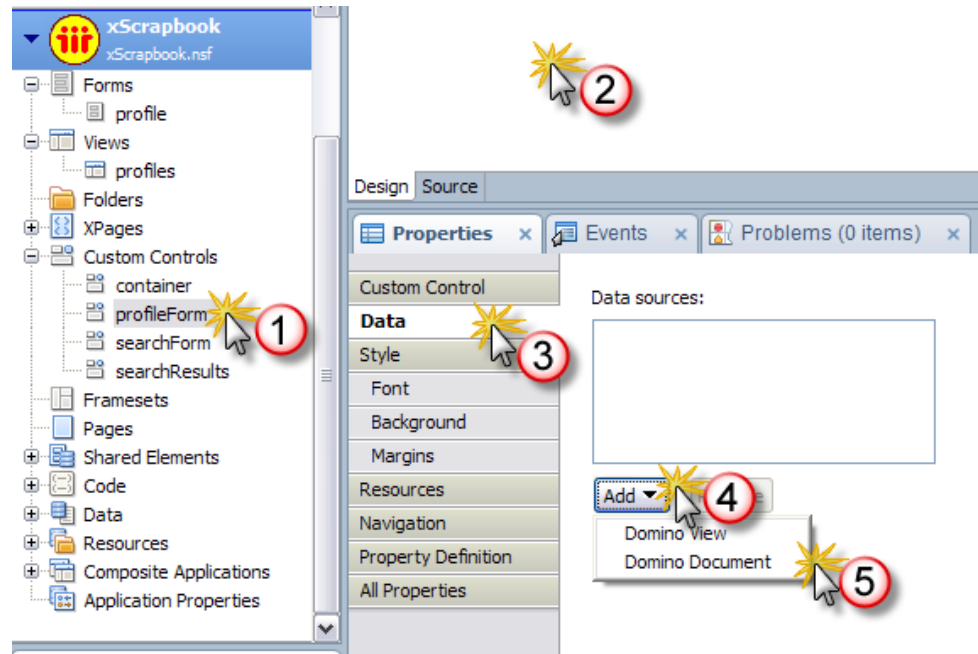 xScrapbook
xScrapbook.nsf
Forms
profile
Views
profiles
Folders
XPages
Custom Controls
container
profileForm
searchForm
searchResults
Framesets
Pages
Shared Elements
Code
Data
Resources
Composite Applications
Application Properties
1
2
Design Source
Properties Events Problems (0 items)
Custom Control
Data
Style
Font
Background
Margins
Resources
Navigation
Property Definition
All Properties
3
Data sources:
Add
4
Domino View
Domino Document
5